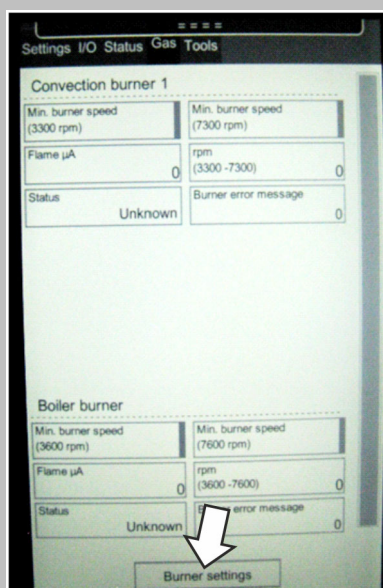 Settings I/O Status Gas Tools
Convection burner 1
Min. burner speed
(3300 rpm)
Min. burner speed
(7300 rpm)
Flame µA
0
rpm
(3300 -7300)
0
Status
Unknown
Burner error message
0
Boiler burner
Min. burner speed
(3600 rpm)
Min. burner speed
(7600 rpm)
Flame µA
0
rpm
(3600 -7600)
0
Status
Unknown
error message
0
Burner settings